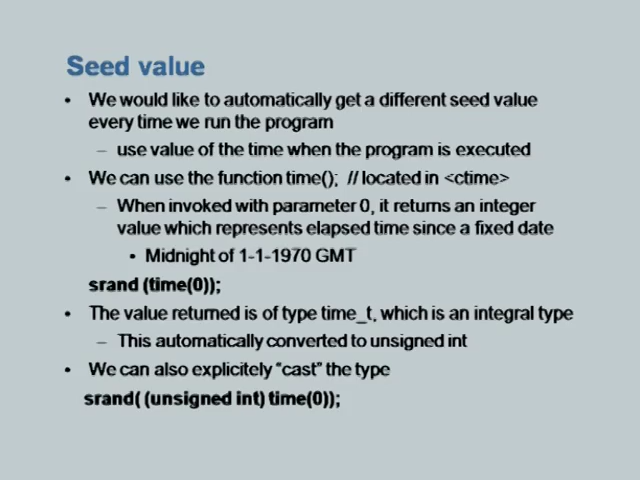 Seed value
• We would like to automatically get a different seed value
every time we run the program
– use value of the time when the program is executed
• We can use the function time(); // located in <ctime>
– When invoked with parameter 0, it returns an integer
value which represents elapsed time since a fixed date
• Midnight of 1-1-1970 GMT
srand (time(0));
• The value returned is of type time_t, which is an integral type
– This automatically converted to unsigned int
• We can also explicitely “cast” the type
srand( (unsigned int) time(0));